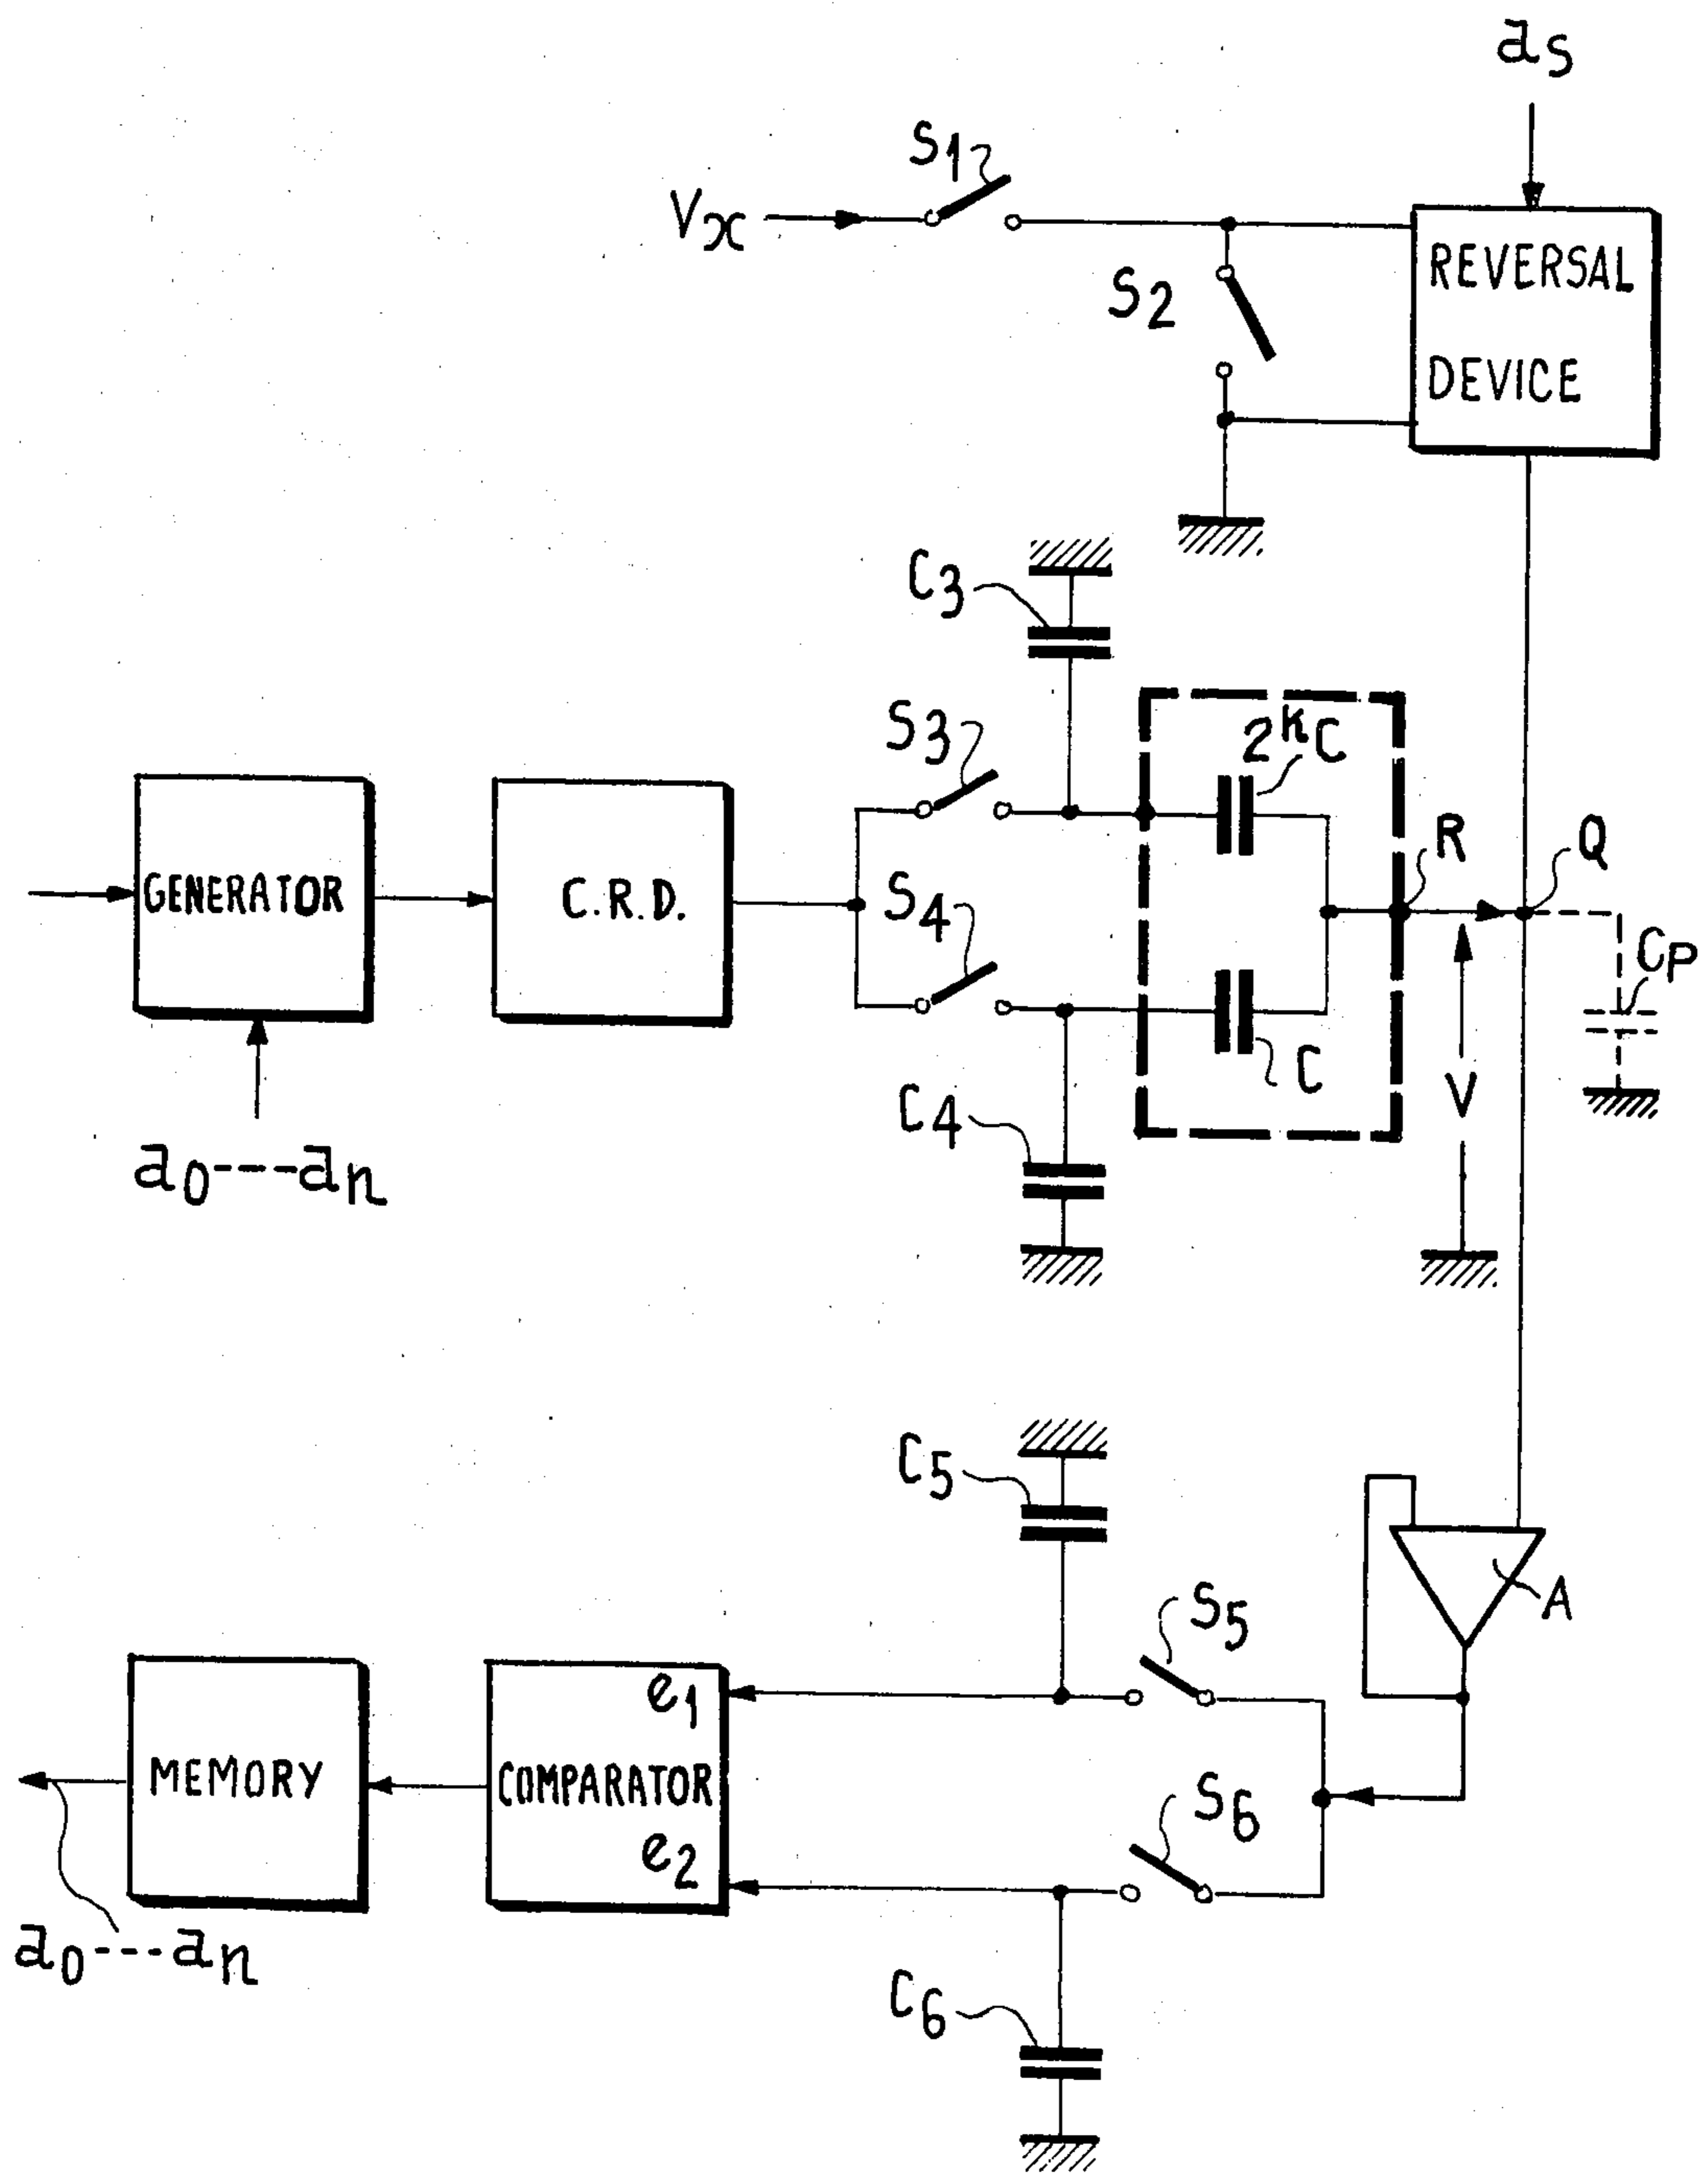 as
S1
Vx
REVERSAL
DEVICE
S2
C3
S3
2ᴷC
R
Q
GENERATOR
C.R.D.
S4
CP
C
V
C4
a0---an
C5
S5
A
e1
MEMORY
COMPARATOR
S6
e2
a0---an
C6